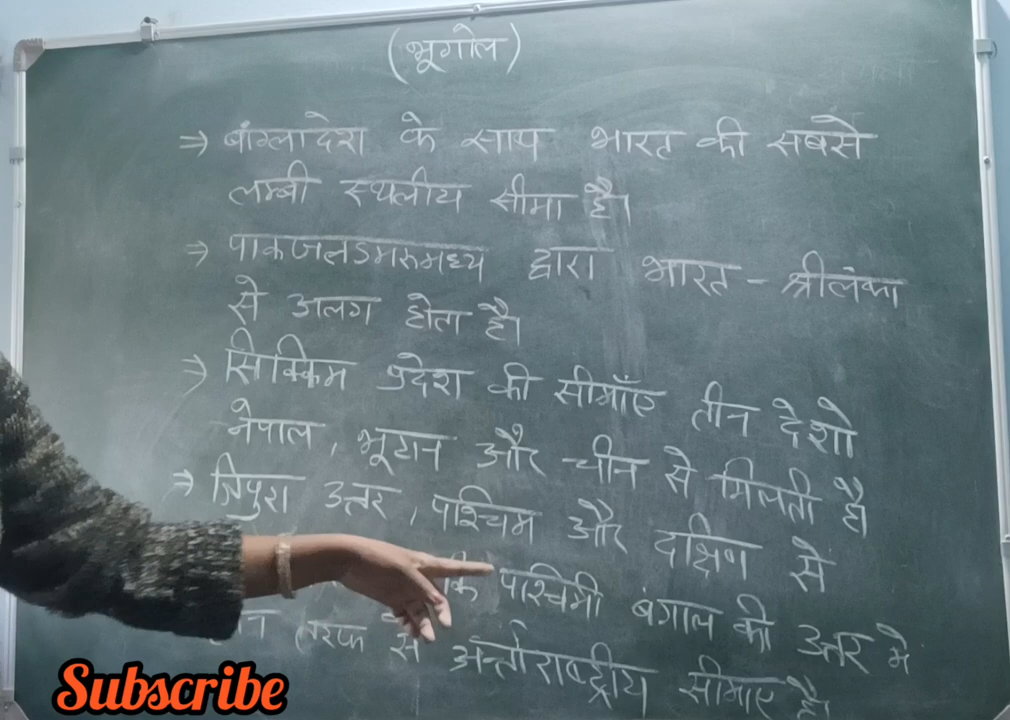 (भूगोल)
⇒ बांग्लादेश के साथ भारत की सबसे
लम्बी स्थलीय सीमा है।
⇒ पाकजलडमरुमध्य द्वारा भारत - श्रीलंका
से अलग होता है।
⇒ सिक्किम प्रदेश की सीमाँए तीन देशो
नेपाल, भूटान और चीन से मिलती है।
⇒ त्रिपुरा उत्तर, पश्चिम और दक्षिण से
कि पश्चिमी बंगाल की उत्तर मे
तरफ से अन्तोराष्ट्रीय सीमाए है।
Subscribe